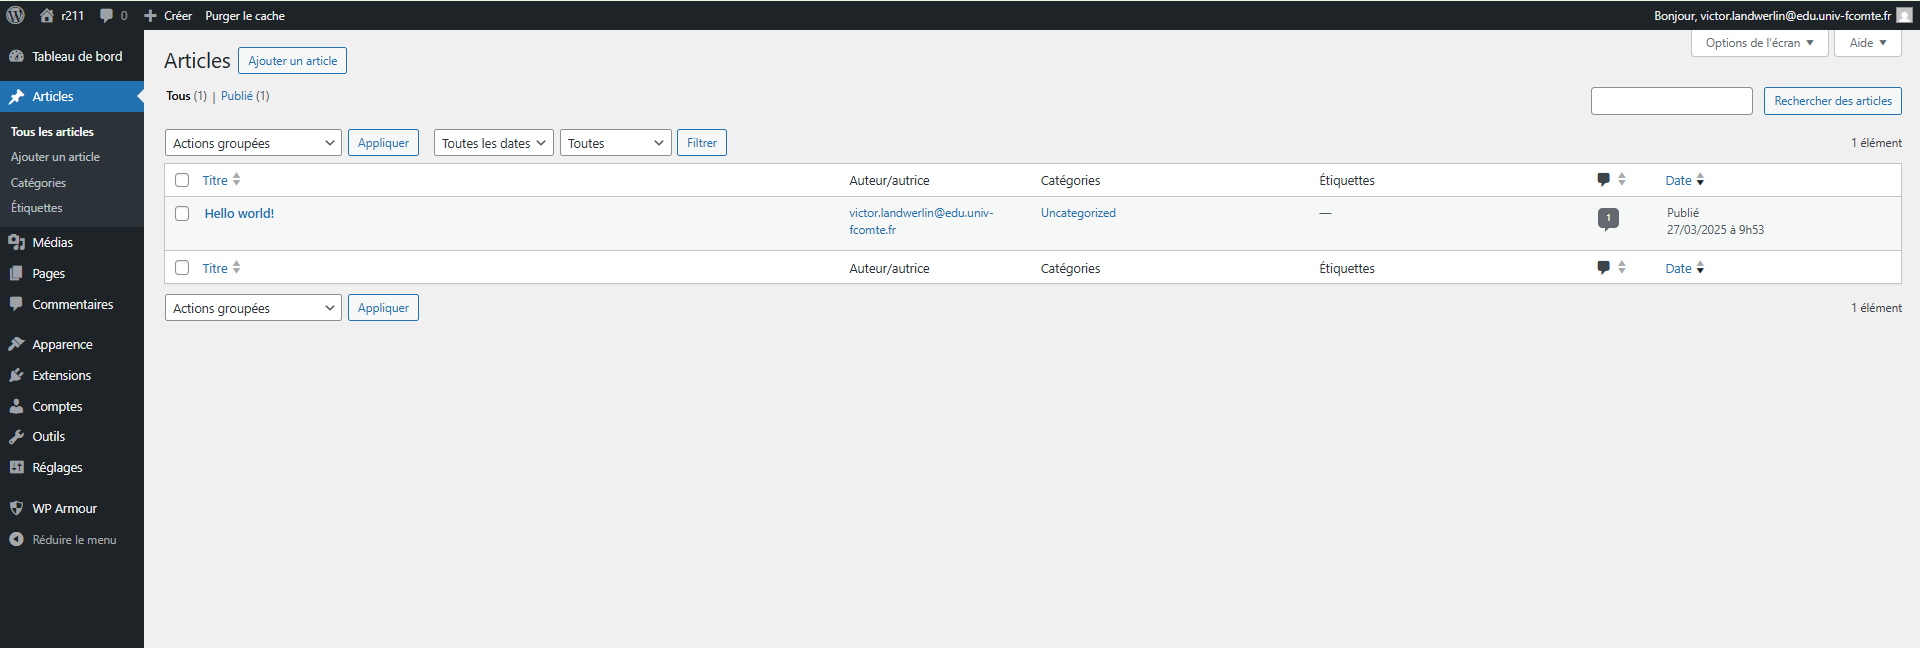 r211 0 Créer Purger le cache Bonjour, victor.landwerlin@edu.univ-fcomte.fr
Tableau de bord
Articles
Tous les articles
Ajouter un article
Catégories
Étiquettes
Médias
Pages
Commentaires
Apparence
Extensions
Comptes
Outils
Réglages
WP Armour
Réduire le menu
Options de l'écran Aide
Articles Ajouter un article
Tous (1) | Publié (1)
Rechercher des articles
Actions groupées Appliquer Toutes les dates Toutes Filtrer 1 élément
Titre Auteur/autrice Catégories Étiquettes Date
Hello world! victor.landwerlin@edu.univ- Uncategorized — 1 Publié
fcomte.fr 27/03/2025 à 9h53
Titre Auteur/autrice Catégories Étiquettes Date
Actions groupées Appliquer 1 élément